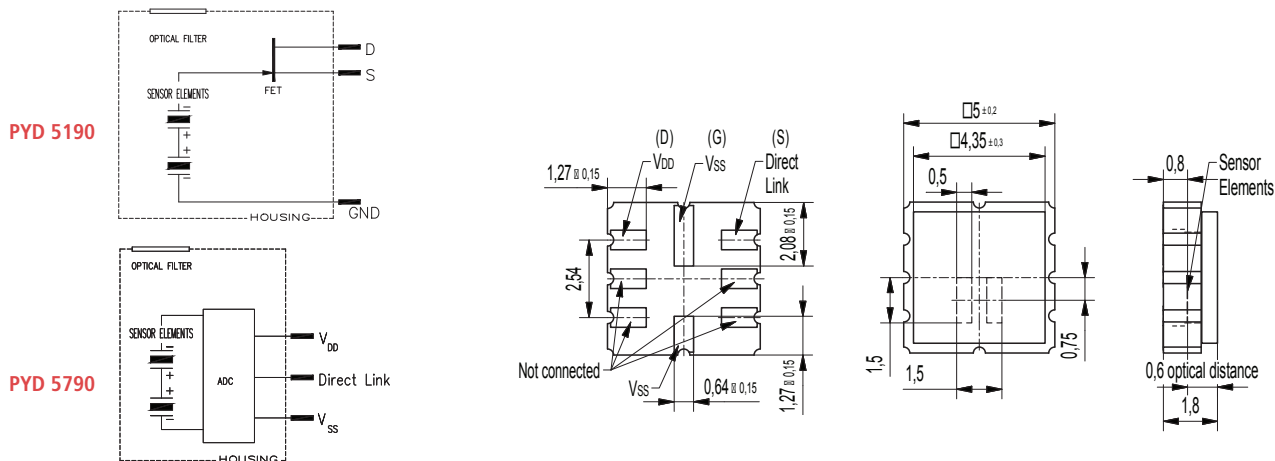 PYD 5190
OPTICAL FILTER
SENSOR ELEMENTS
FET
D
S
GND
HOUSING
PYD 5790
OPTICAL FILTER
SENSOR ELEMENTS
ADC
VDD
Direct Link
VSS
HOUSING
(D) (G) (S)
VDD VSS Direct
Link
1,27 ± 0,15
2,54
2,08 ± 0,15
Not connected
VSS
0,64 ± 0,15
1,27 ± 0,15
□5 ±0,2
□4,35 ±0,3
0,5
1,5
1,5
0,75
0,8
Sensor
Elements
0,6 optical distance
1,8